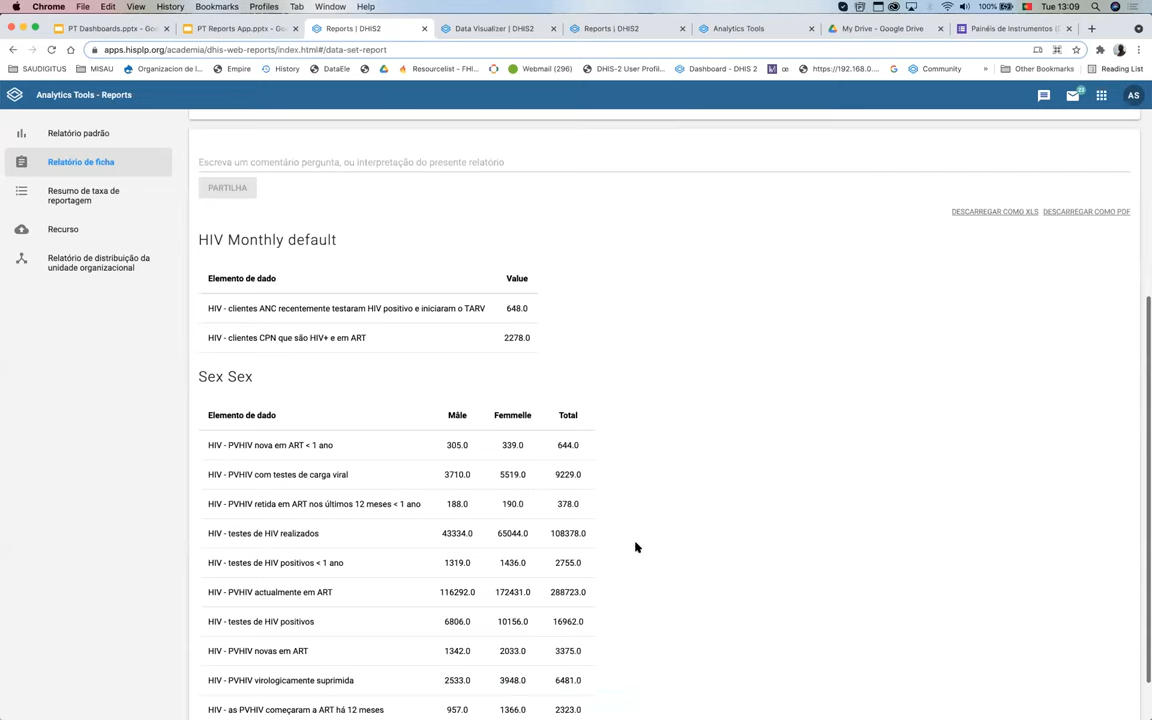 Chrome File Edit View History Bookmarks Profiles Tab Window Help 100% Tue 13:09
PT Dashboards.pptx - Go PT Reports App.pptx - Go Reports | DHIS2 Data Visualizer | DHIS2 Reports | DHIS2 Analytics Tools My Drive - Google Drive Painéis de Instrumentos (
apps.hisplp.org/academia/dhis-web-reports/index.html#/data-set-report
SAUDIGITUS MISAU Organizacion de I... Empire History DataEle Resourcelist - FHI... Webmail (296) DHIS-2 User Profil... Dashboard - DHIS 2 https://192.168.0.... Community » Other Bookmarks Reading List
Analytics Tools - Reports 23 AS
Relatório padrão
Relatório de ficha
Resumo de taxa de
reportagem
Recurso
Relatório de distribuição da
unidade organizacional
Escreva um comentário pergunta, ou interpretação do presente relatório
PARTILHA
DESCARREGAR COMO XLS DESCARREGAR COMO PDF
HIV Monthly default
Elemento de dado Value
HIV - clientes ANC recentemente testaram HIV positivo e iniciaram o TARV 648.0
HIV - clientes CPN que são HIV+ e em ART 2278.0
Sex Sex
Elemento de dado Mâle Femmelle Total
HIV - PVHIV nova em ART < 1 ano 305.0 339.0 644.0
HIV - PVHIV com testes de carga viral 3710.0 5519.0 9229.0
HIV - PVHIV retida em ART nos últimos 12 meses < 1 ano 188.0 190.0 378.0
HIV - testes de HIV realizados 43334.0 65044.0 108378.0
HIV - testes de HIV positivos < 1 ano 1319.0 1436.0 2755.0
HIV - PVHIV actualmente em ART 116292.0 172431.0 288723.0
HIV - testes de HIV positivos 6806.0 10156.0 16962.0
HIV - PVHIV novas em ART 1342.0 2033.0 3375.0
HIV - PVHIV virologicamente suprimida 2533.0 3948.0 6481.0
HIV - as PVHIV começaram a ART há 12 meses 957.0 1366.0 2323.0